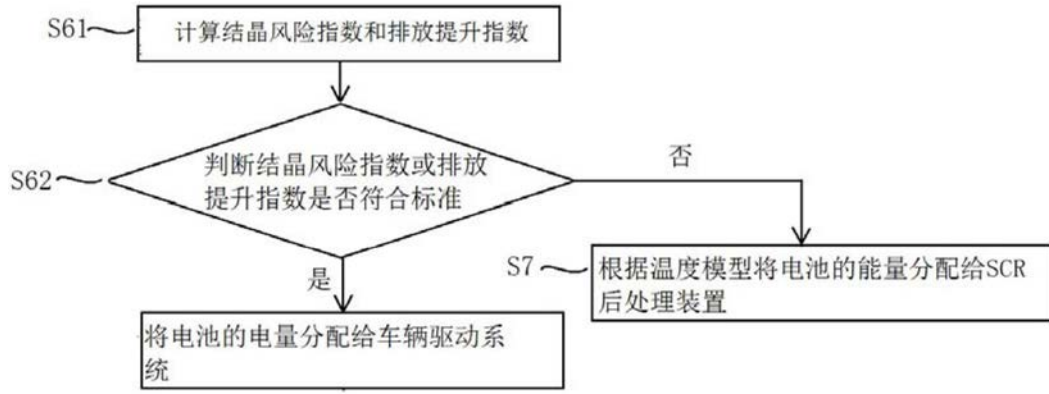 S61
计算结晶风险指数和排放提升指数
S62
判断结晶风险指数或排放
提升指数是否符合标准
否
是
S7
根据温度模型将电池的能量分配给SCR
后处理装置
将电池的电量分配给车辆驱动系
统